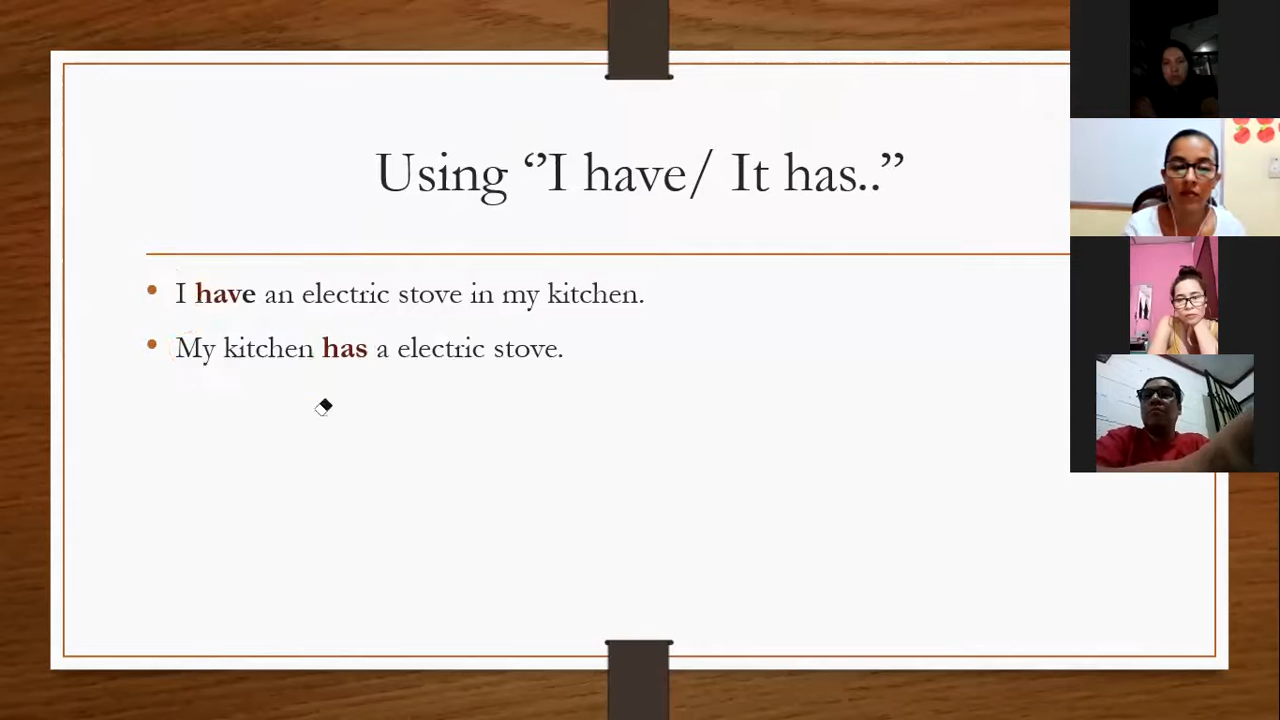 Using “I have/ It has..”
I have an electric stove in my kitchen.
My kitchen has a electric stove.